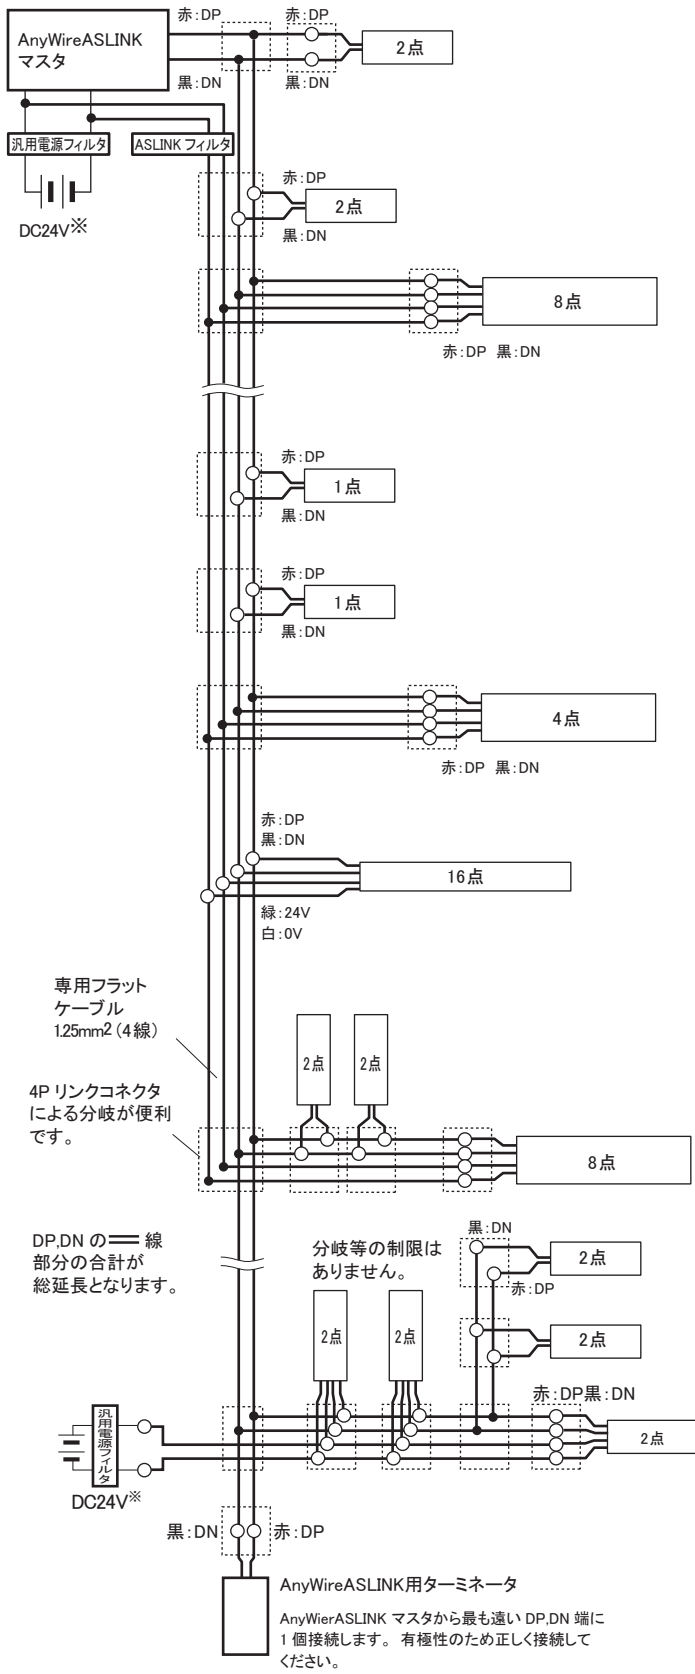 赤:DP
赤:DP
AnyWireASLINK
マスタ
2点
黒:DN
黒:DN
汎用電源フィルタ
ASLINK フィルタ
DC24V※
赤:DP
2点
黒:DN
8点
赤:DP 黒:DN
赤:DP
1点
黒:DN
赤:DP
1点
黒:DN
4点
赤:DP 黒:DN
赤:DP
黒:DN
16点
緑:24V
白:0V
専用フラット
ケーブル
1.25mm2 (4線)
2点
2点
4P リンクコネクタ
による分岐が便利
です。
8点
DP,DN の 線
部分の合計が
総延長となります。
分岐等の制限は
ありません。
黒:DN
2点
赤:DP
2点
2点
2点
赤:DP黒:DN
汎用電源フィルタ
2点
DC24V※
黒:DN
赤:DP
AnyWireASLINK用ターミネータ
AnyWierASLINK マスタから最も遠い DP,DN 端に
1 個接続します。 有極性のため正しく接続して
ください。